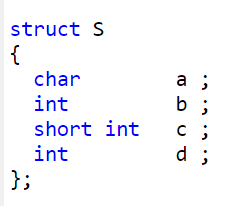 struct S
{
  char        a ;
  int         b ;
  short int   c ;
  int         d ;
};